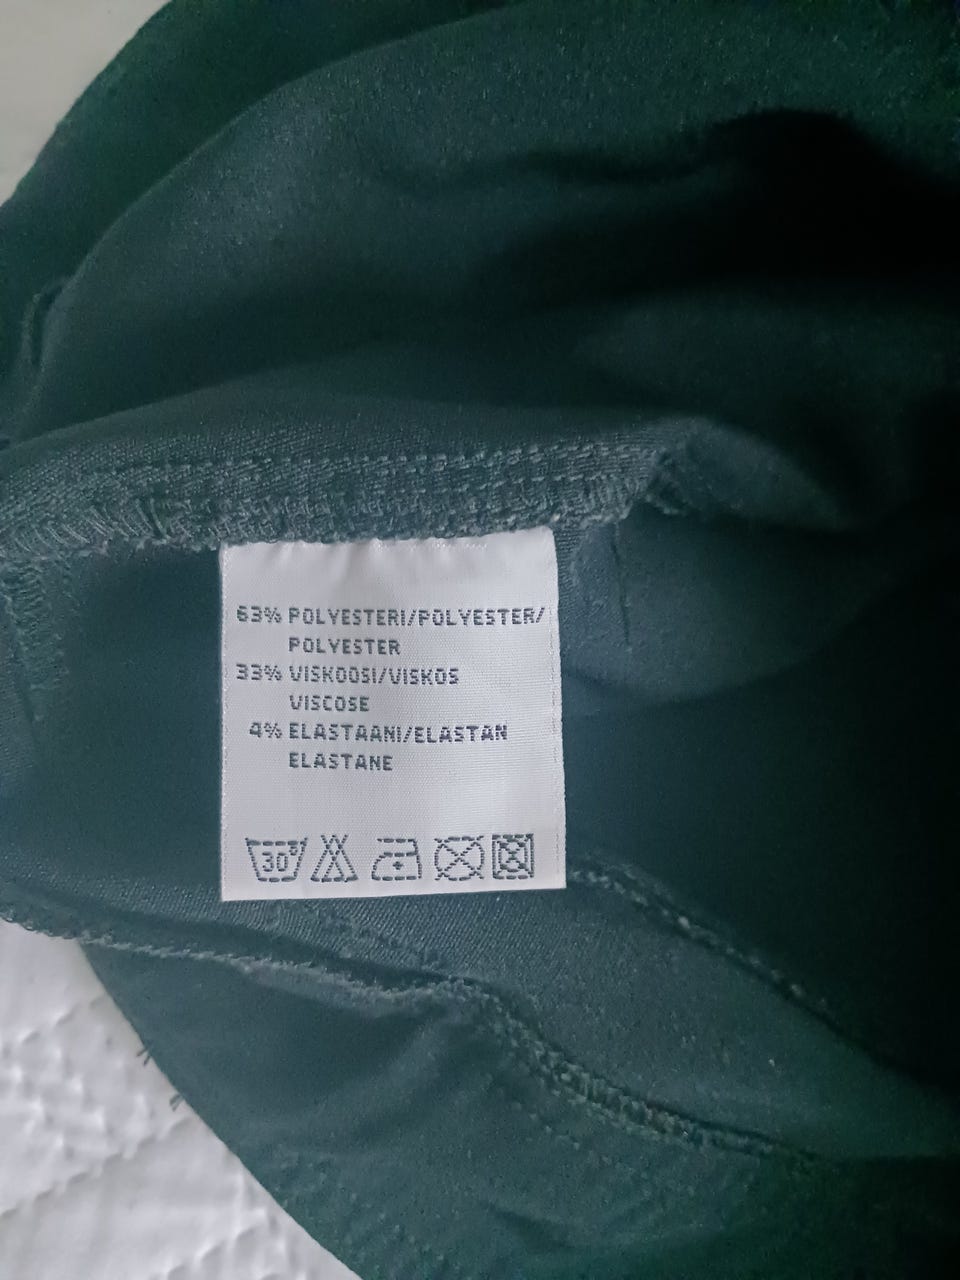 63% POLYESTERI/POLYESTER/
POLYESTER
33% VISKOOSI/VISKOS
VISCOSE
4% ELASTAANI/ELASTAN
ELASTANE
30°